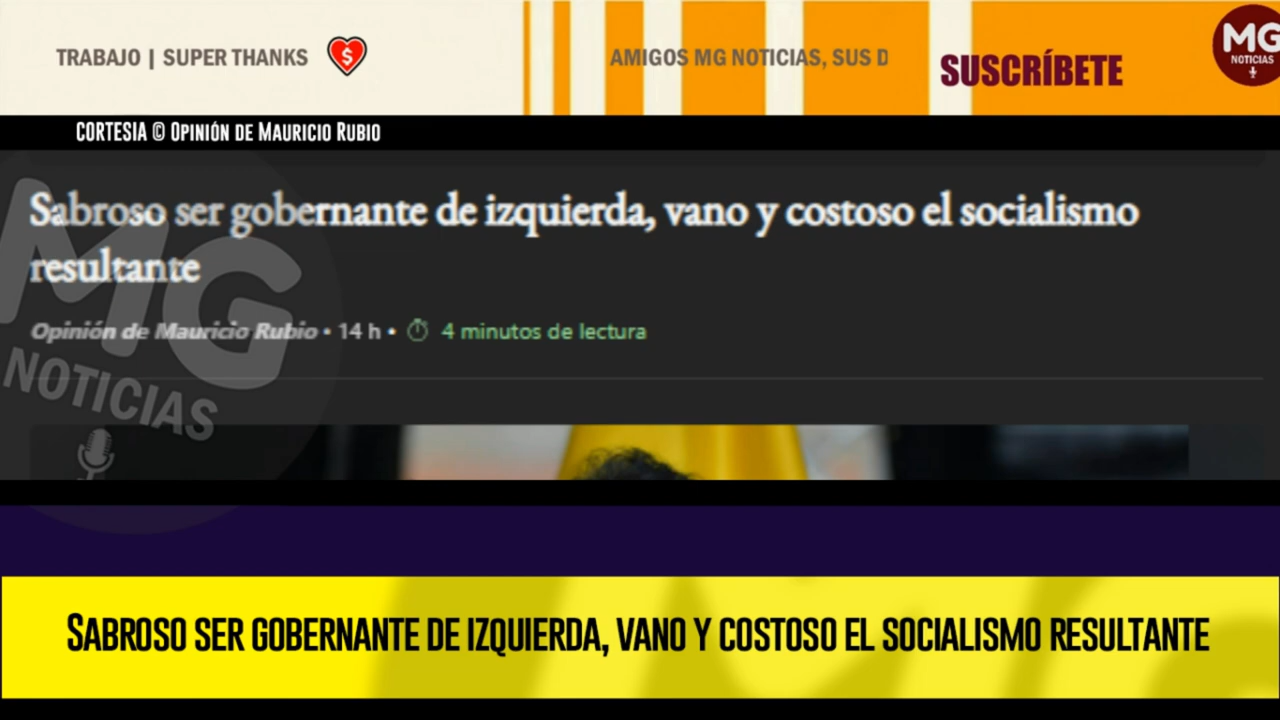 TRABAJO | SUPER THANKS
AMIGOS MG NOTICIAS, SUS D
SUSCRÍBETE
MG
NOTICIAS
CORTESIA © Opinión de Mauricio Rubio
Sabroso ser gobernante de izquierda, vano y costoso el socialismo
resultante
Opinión de Mauricio Rubio • 14 h • 4 minutos de lectura
MG
NOTICIAS
Sabroso ser gobernante de izquierda, vano y costoso el socialismo resultante